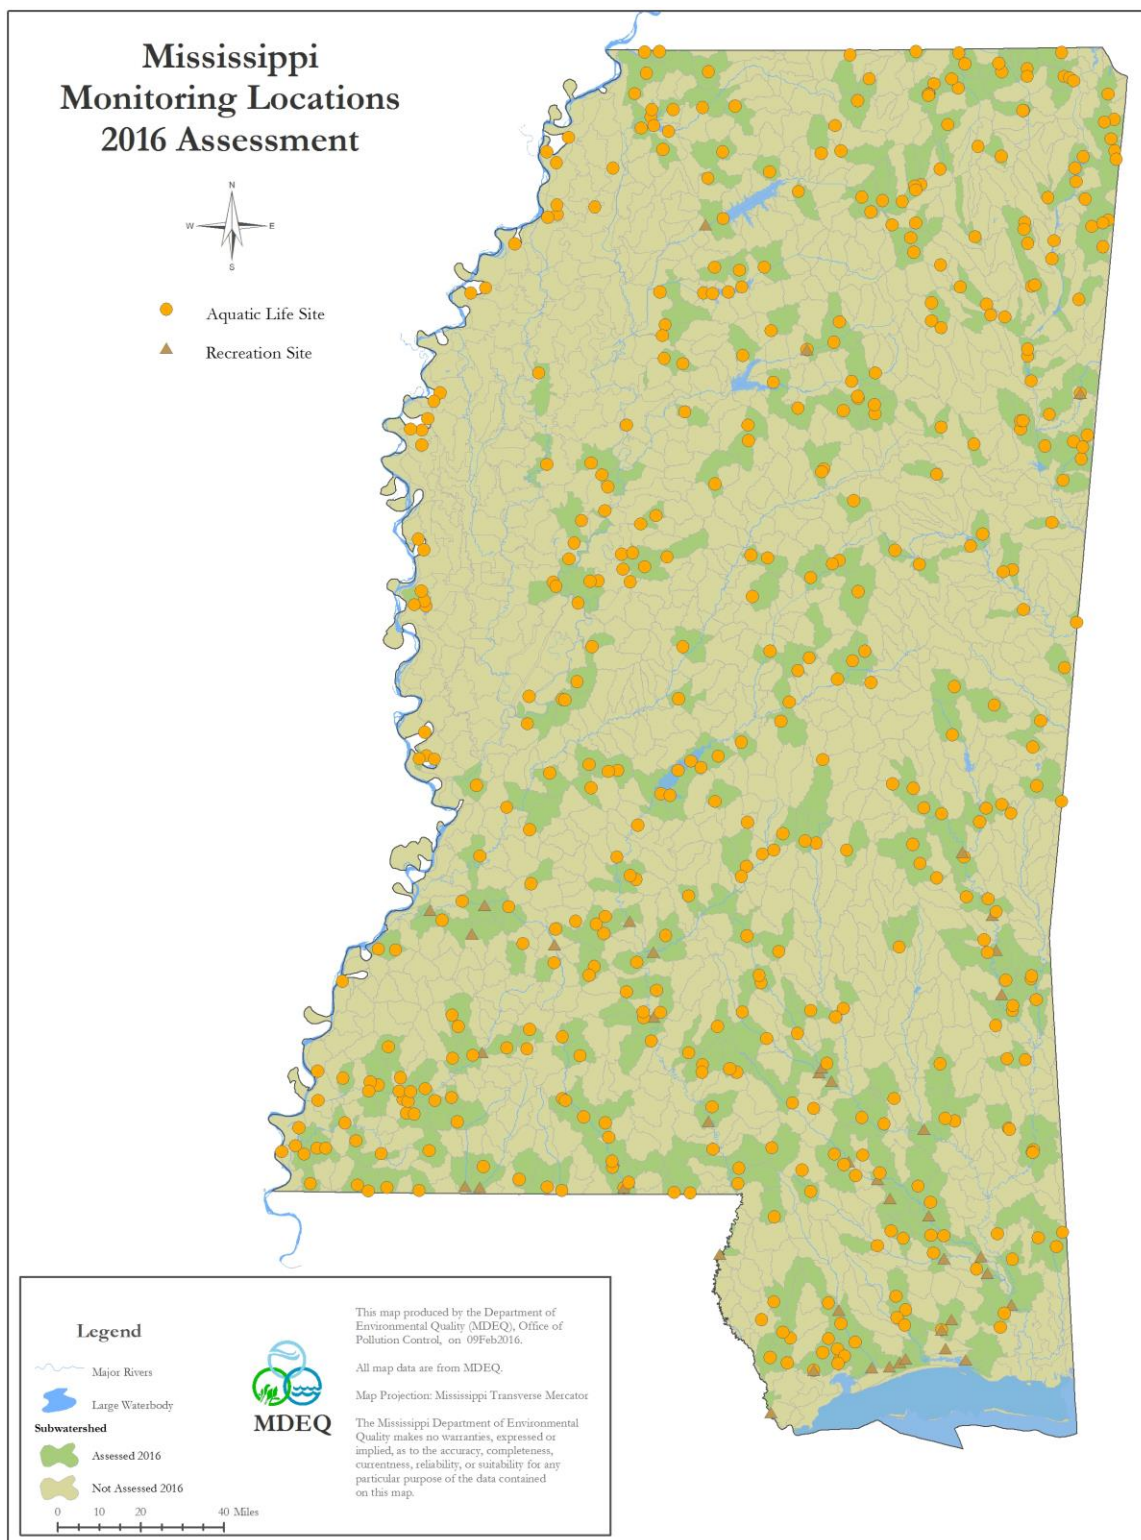 Mississippi
Monitoring Locations
2016 Assessment
N
W
E
S
Aquatic Life Site
Recreation Site
Legend
Major Rivers
Large Waterbody
Subwatershed
Assessed 2016
Not Assessed 2016
0 10 20 40 Miles
MDEQ
This map produced by the Department of
Environmental Quality (MDEQ), Office of
Pollution Control, on 09Feb2016.
All map data are from MDEQ.
Map Projection: Mississippi Transverse Mercator
The Mississippi Department of Environmental
Quality makes no warranties, expressed or
implied, as to the accuracy, completeness,
currentness, reliability, or suitability for any
particular purpose of the data contained
on this map.